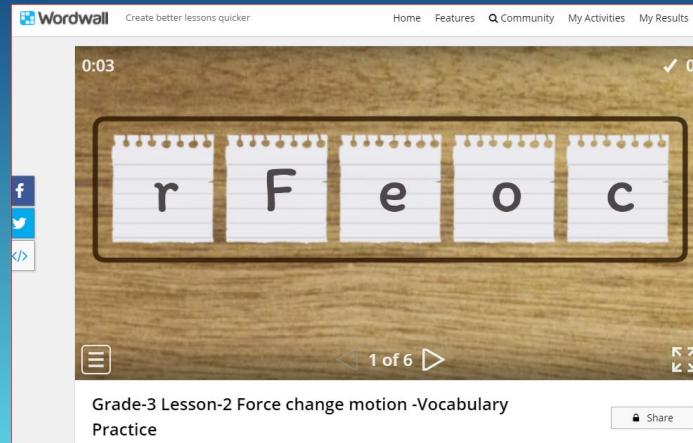 Wordwall Create better lessons quicker Home Features Community My Activities My Results
0:03 0
r F e o c
1 of 6
Grade-3 Lesson-2 Force change motion -Vocabulary
Practice
Share